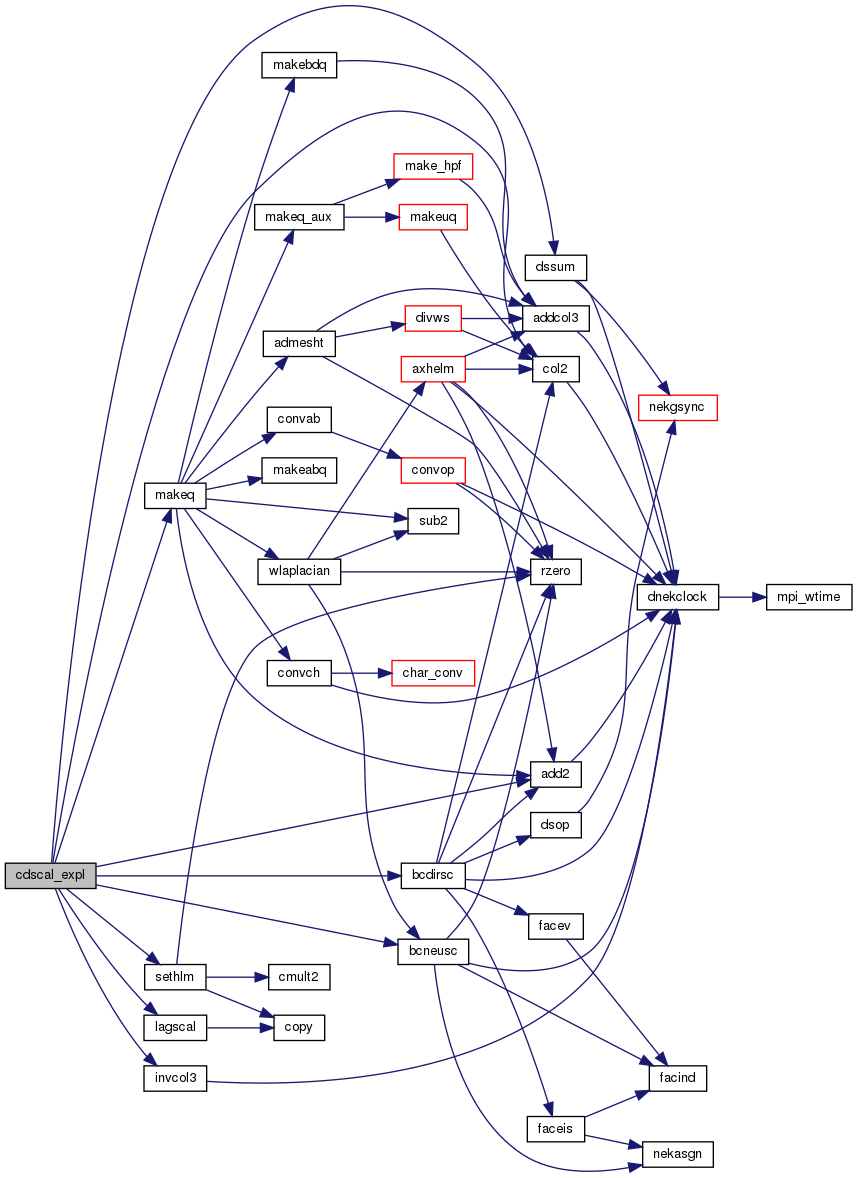 makebdq
make_hpf
makeq_aux
makeuq
dssum
divws
addcol3
admesht
axhelm
col2
nekgsync
convab
makeabq
convop
makeq
sub2
wlaplacian
rzero
dnekclock
mpi_wtime
convch
char_conv
add2
dsop
cdscal_expl
bcdirsc
facev
bcneusc
sethlm
cmult2
lagscal
copy
invcol3
facind
faceis
nekasgn